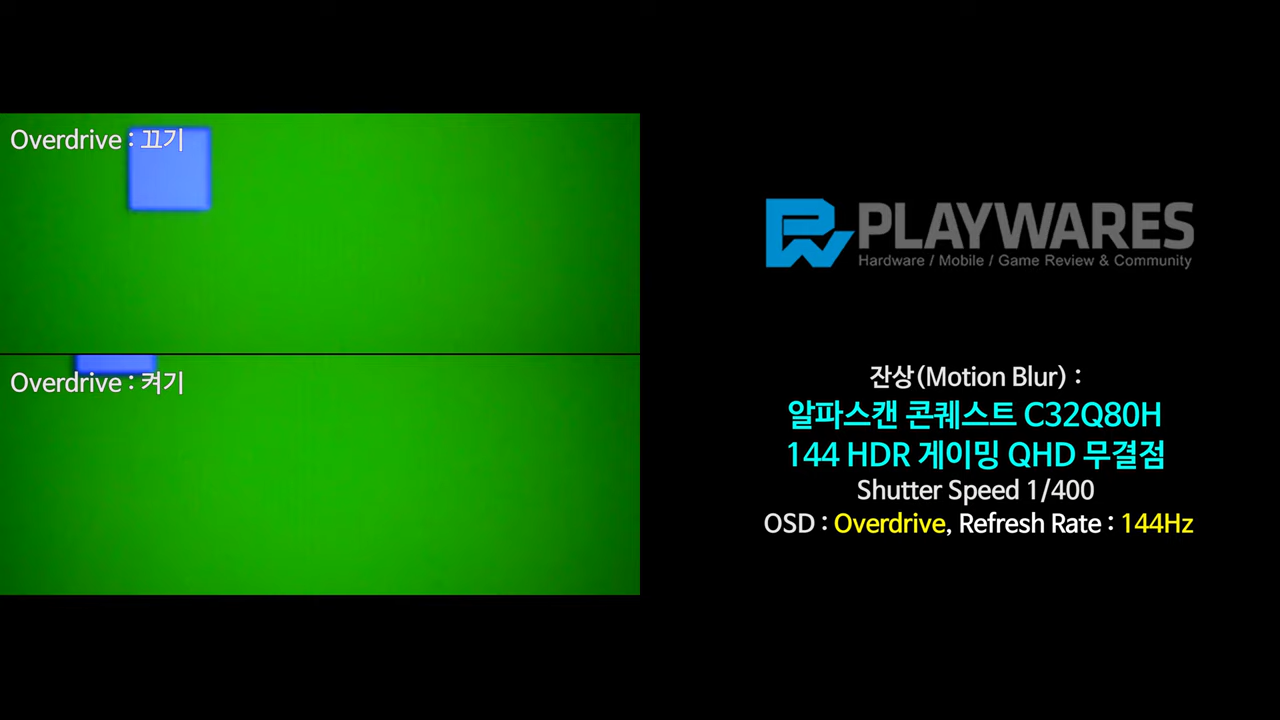 Overdrive : 끄기
Overdrive : 켜기
PLAYWARES
Hardware / Mobile / Game Review & Community
잔상(Motion Blur) :
알파스캔 콘퀘스트 C32Q80H
144 HDR 게이밍 QHD 무결점
Shutter Speed 1/400
OSD : Overdrive, Refresh Rate : 144Hz